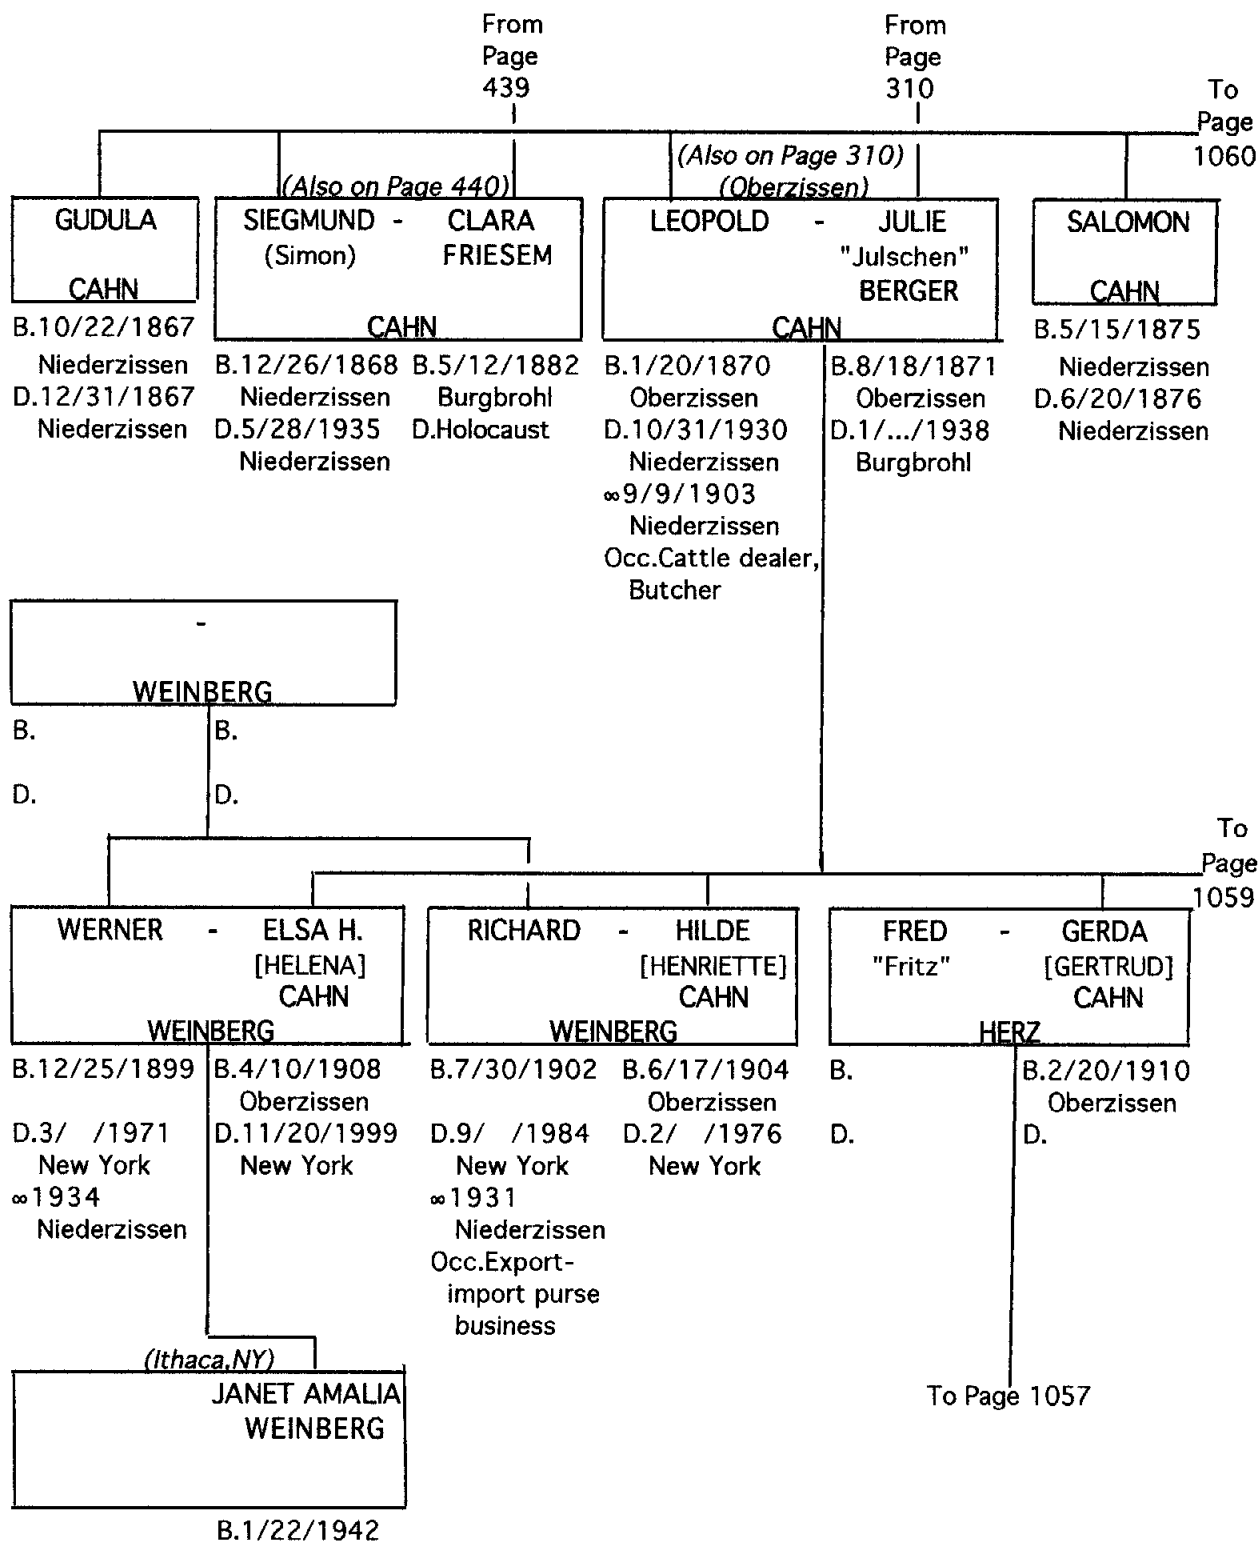 From
Page
439
From
Page
310
To
Page
1060
(Also on Page 440)
(Also on Page 310)
(Oberzissen)
GUDULA
CAHN
B.10/22/1867
Niederzissen
D.12/31/1867
Niederzissen
SIEGMUND - CLARA
(Simon) FRIESEM
CAHN
B.12/26/1868 B.5/12/1882
Niederzissen Burgbrohl
D.5/28/1935 D.Holocaust
Niederzissen
LEOPOLD - JULIE
"Julschen"
BERGER
CAHN
B.1/20/1870 B.8/18/1871
Oberzissen Oberzissen
D.10/31/1930 D.1/.../1938
Niederzissen Burgbrohl
∞9/9/1903
Niederzissen
Occ.Cattle dealer,
Butcher
SALOMON
CAHN
B.5/15/1875
Niederzissen
D.6/20/1876
Niederzissen
-
WEINBERG
B. B.
D. D.
To
Page
1059
WERNER - ELSA H.
[HELENA]
CAHN
WEINBERG
B.12/25/1899 B.4/10/1908
Oberzissen
D.3/ /1971 D.11/20/1999
New York New York
∞1934
Niederzissen
RICHARD - HILDE
[HENRIETTE]
CAHN
WEINBERG
B.7/30/1902 B.6/17/1904
Oberzissen
D.9/ /1984 D.2/ /1976
New York New York
∞1931
Niederzissen
Occ.Export-
import purse
business
FRED - GERDA
"Fritz" [GERTRUD]
CAHN
HERZ
B. B.2/20/1910
Oberzissen
D. D.
(Ithaca,NY)
JANET AMALIA
WEINBERG
B.1/22/1942
To Page 1057